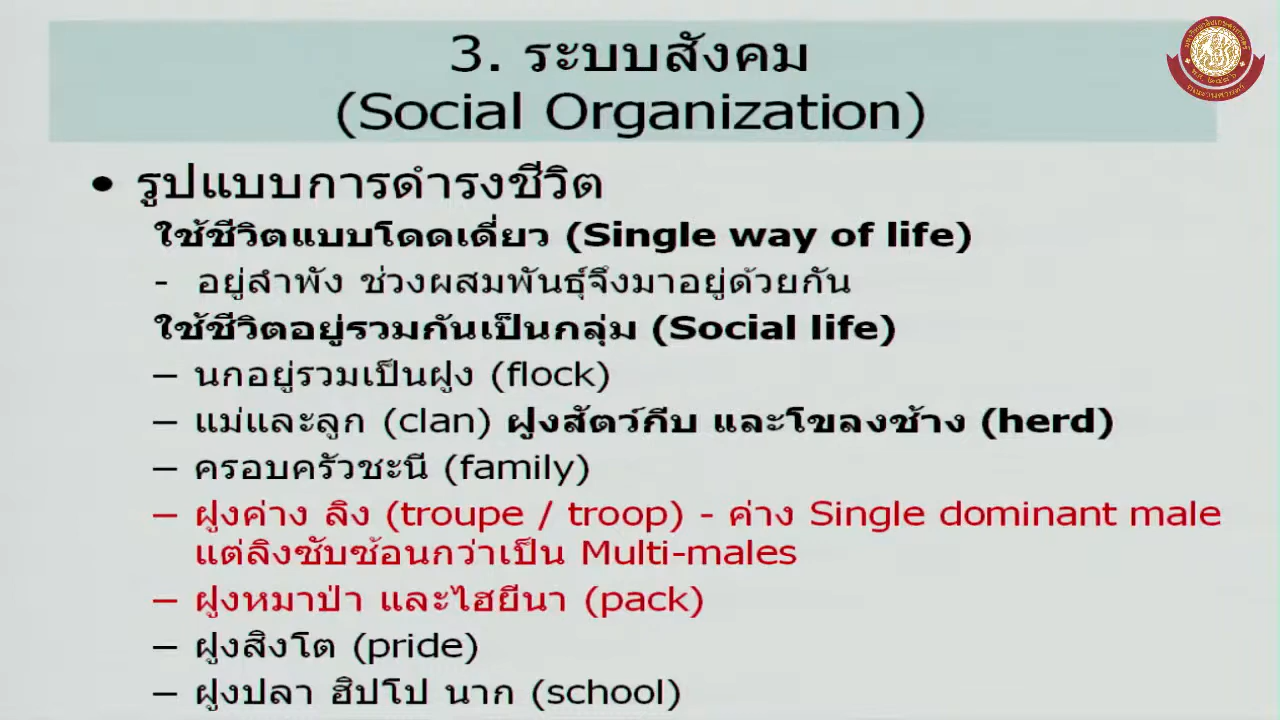 3. ระบบสังคม
(Social Organization)
• รูปแบบการดำรงชีวิต
ใช้ชีวิตแบบโดดเดี่ยว (Single way of life)
- อยู่ลำพัง ช่วงผสมพันธุ์จึงมาอยู่ด้วยกัน
ใช้ชีวิตอยู่รวมกันเป็นกลุ่ม (Social life)
– นกอยู่รวมเป็นฝูง (flock)
– แม่และลูก (clan) ฝูงสัตว์กีบ และโขลงช้าง (herd)
– ครอบครัวชะนี (family)
– ฝูงค่าง ลิง (troupe / troop) - ค่าง Single dominant male
แต่ลิงซับซ้อนกว่าเป็น Multi-males
– ฝูงหมาป่า และไฮยีนา (pack)
– ฝูงสิงโต (pride)
– ฝูงปลา ฮิปโป นาก (school)